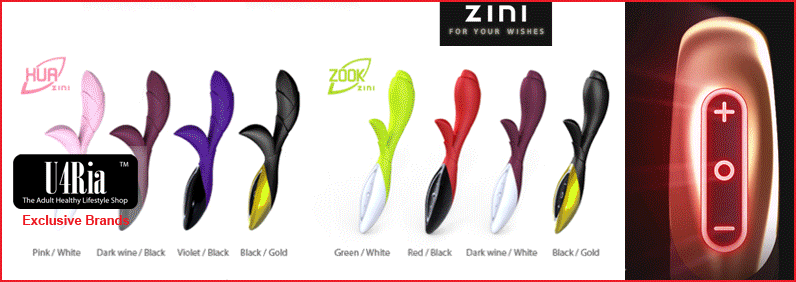 ZINI
FOR YOUR WISHES
HUA
ZINI
ZOOK
ZINI
U4Ria™
The Adult Healthy Lifestyle Shop
Exclusive Brands
Pink / White
Dark wine / Black
Violet / Black
Black / Gold
Green / White
Red / Black
Dark wine / White
Black / Gold
+
−